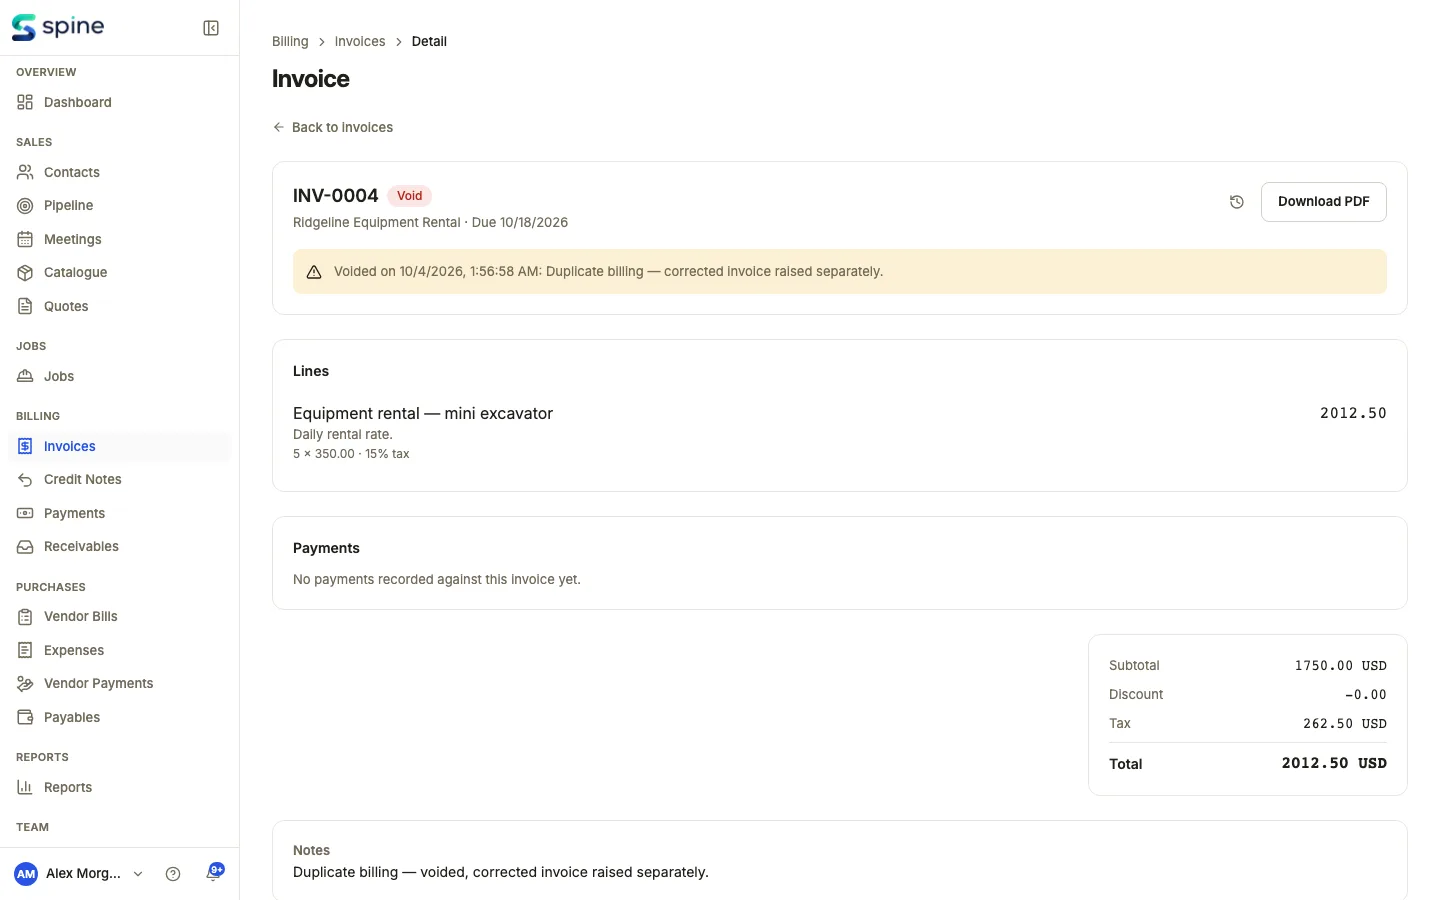 spine
OVERVIEW
Dashboard
SALES
Contacts
Pipeline
Meetings
Catalogue
Quotes
JOBS
Jobs
BILLING
Invoices
Credit Notes
Payments
Receivables
PURCHASES
Vendor Bills
Expenses
Vendor Payments
Payables
REPORTS
Reports
TEAM
AM Alex Morg... 9+
Billing > Invoices > Detail
Invoice
← Back to invoices
INV-0004 Void
Download PDF
Ridgeline Equipment Rental · Due 10/18/2026
Voided on 10/4/2026, 1:56:58 AM: Duplicate billing — corrected invoice raised separately.
Lines
Equipment rental — mini excavator 2012.50
Daily rental rate.
5 × 350.00 · 15% tax
Payments
No payments recorded against this invoice yet.
Subtotal 1750.00 USD
Discount −0.00
Tax 262.50 USD
Total 2012.50 USD
Notes
Duplicate billing — voided, corrected invoice raised separately.